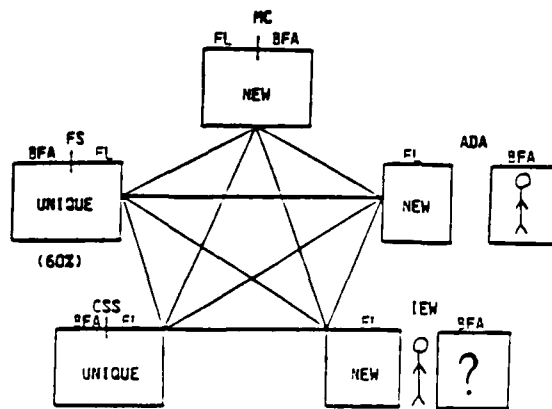 MC
FL BFA
NEW
FS
BFA FL
UNIQUE
(60%)
ADA
FL BFA
NEW
CSS
BFA FL
UNIQUE
IEW
FL BFA
NEW
?